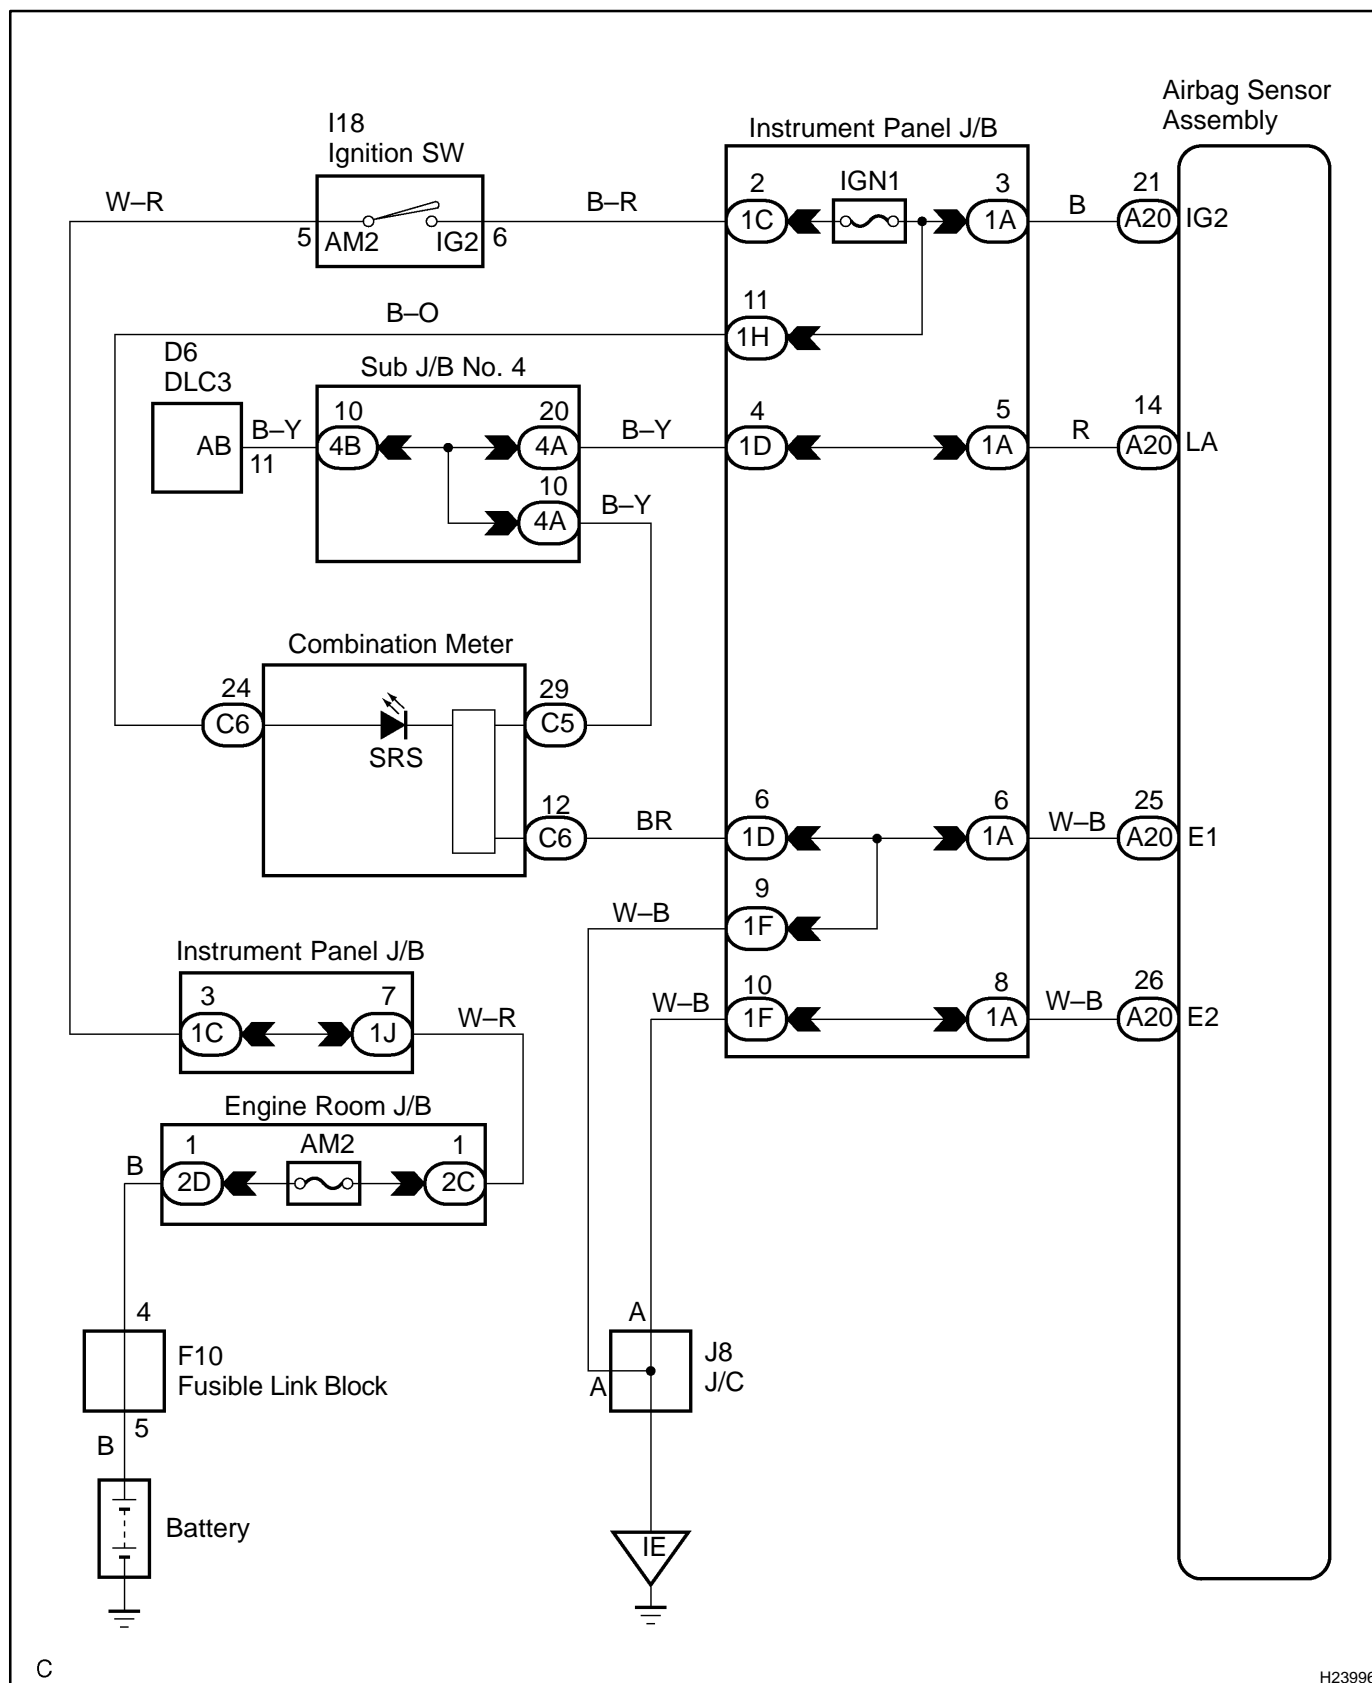 Airbag Sensor
Assembly
I18
Ignition SW
Instrument Panel J/B
W–R
5
AM2
IG2
6
B–R
2
1C
IGN1
3
1A
B
21
A20
IG2
B–O
11
1H
D6
DLC3
AB
B–Y
11
Sub J/B No. 4
10
4B
20
4A
B–Y
10
4A
B–Y
4
1D
5
1A
R
14
A20
LA
Combination Meter
24
C6
SRS
29
C5
12
C6
BR
6
1D
6
1A
W–B
25
A20
E1
W–B
9
1F
W–B
10
1F
8
1A
W–B
26
A20
E2
Instrument Panel J/B
3
1C
7
1J
W–R
Engine Room J/B
B
1
2D
AM2
1
2C
4
F10
Fusible Link Block
5
B
Battery
A
A
J8
J/C
IE
C
H23996